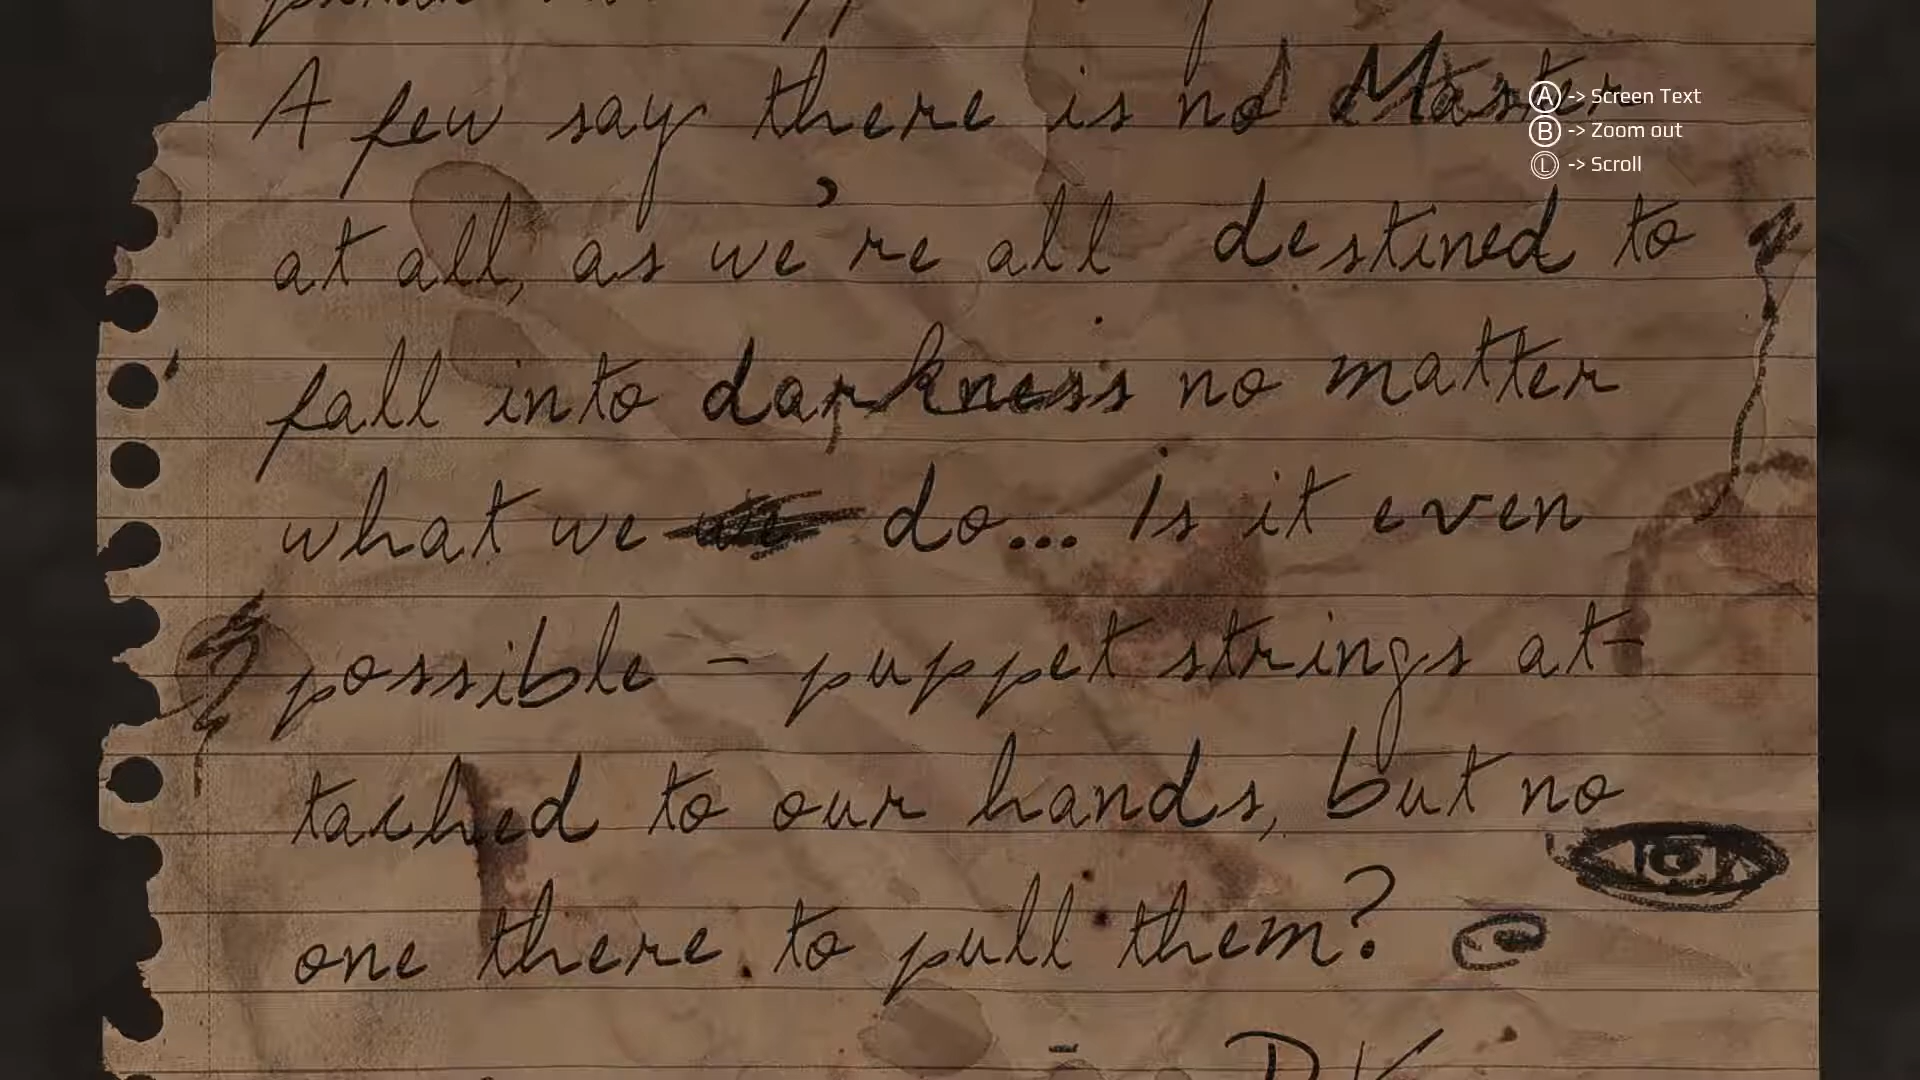 A few say there is no Master
at all, as we're all destined to
fall into darkness no matter
what we do... Is it even
possible - puppet strings at-
tached to our hands, but no
one there to pull them?
A -> Screen Text
B -> Zoom out
L -> Scroll